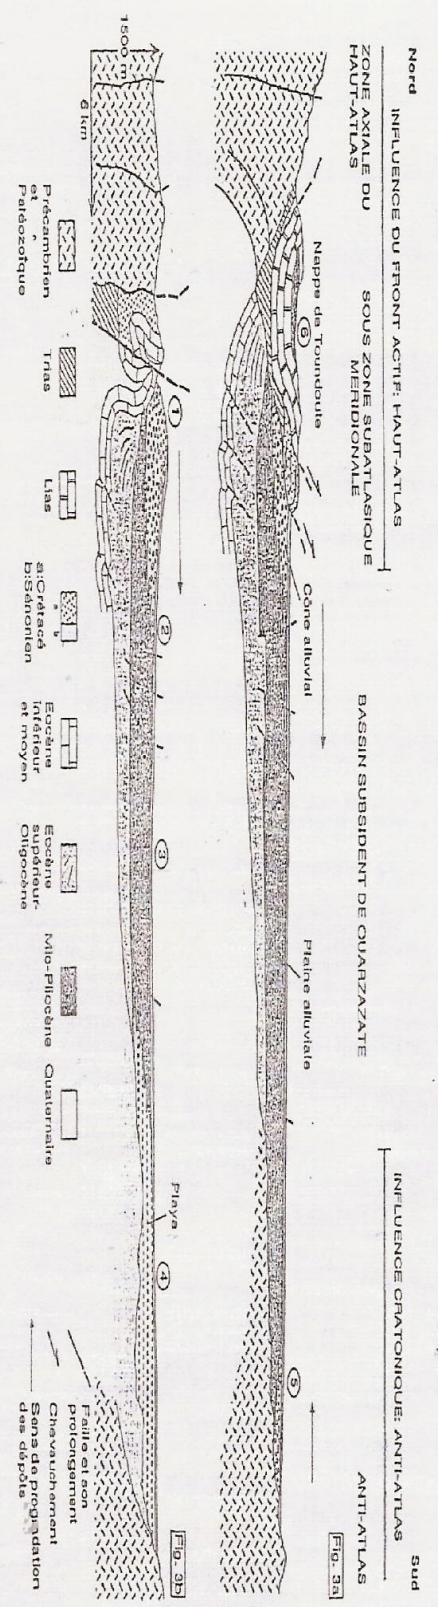 Nord
Sud
INFLUENCE DU FRONT ACTIF: HAUT-ATLAS
INFLUENCE CRATONIQUE: ANTI-ATLAS
ZONE AXIALE DU
HAUT-ATLAS
SOUS ZONE SUBATLASIQUE
MERIDIONALE
BASSIN SUBSIDENT DE OUARZAZATE
ANTI-ATLAS
Nappe de Toundoute
6
Cône alluvial
Plaine alluviale
5
Fig. 3a
1
2
3
Playa
4
Fig. 3b
1500 m
6 km
Précambrien
et
Paléozoïque
Trias
Lias
a b
a:Crétacé
b:Sénonien
Eocène
inférieur
et moyen
Eocène
supérieur-
Oligocène
Mio-Pliocène
Quaternaire
Faille et son
prolongement
Chevauchement
Sens de progradation
des dépôts